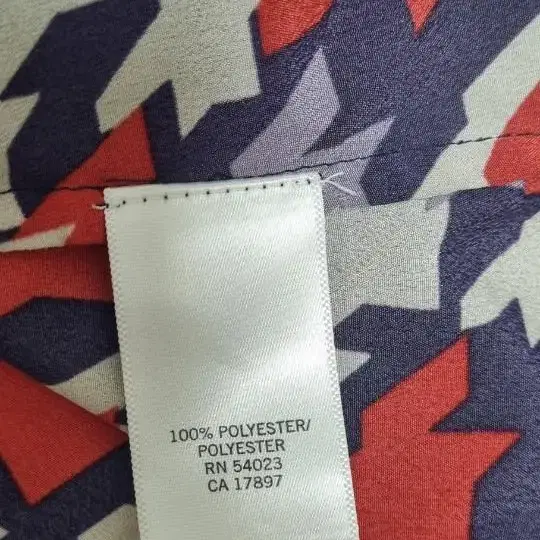 100% POLYESTER/
POLYESTER
RN 54023
CA 17897